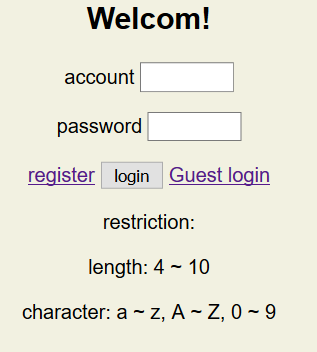 Welcom!
account
password
register login Guest login
restriction:
length: 4 ~ 10
character: a ~ z, A ~ Z, 0 ~ 9